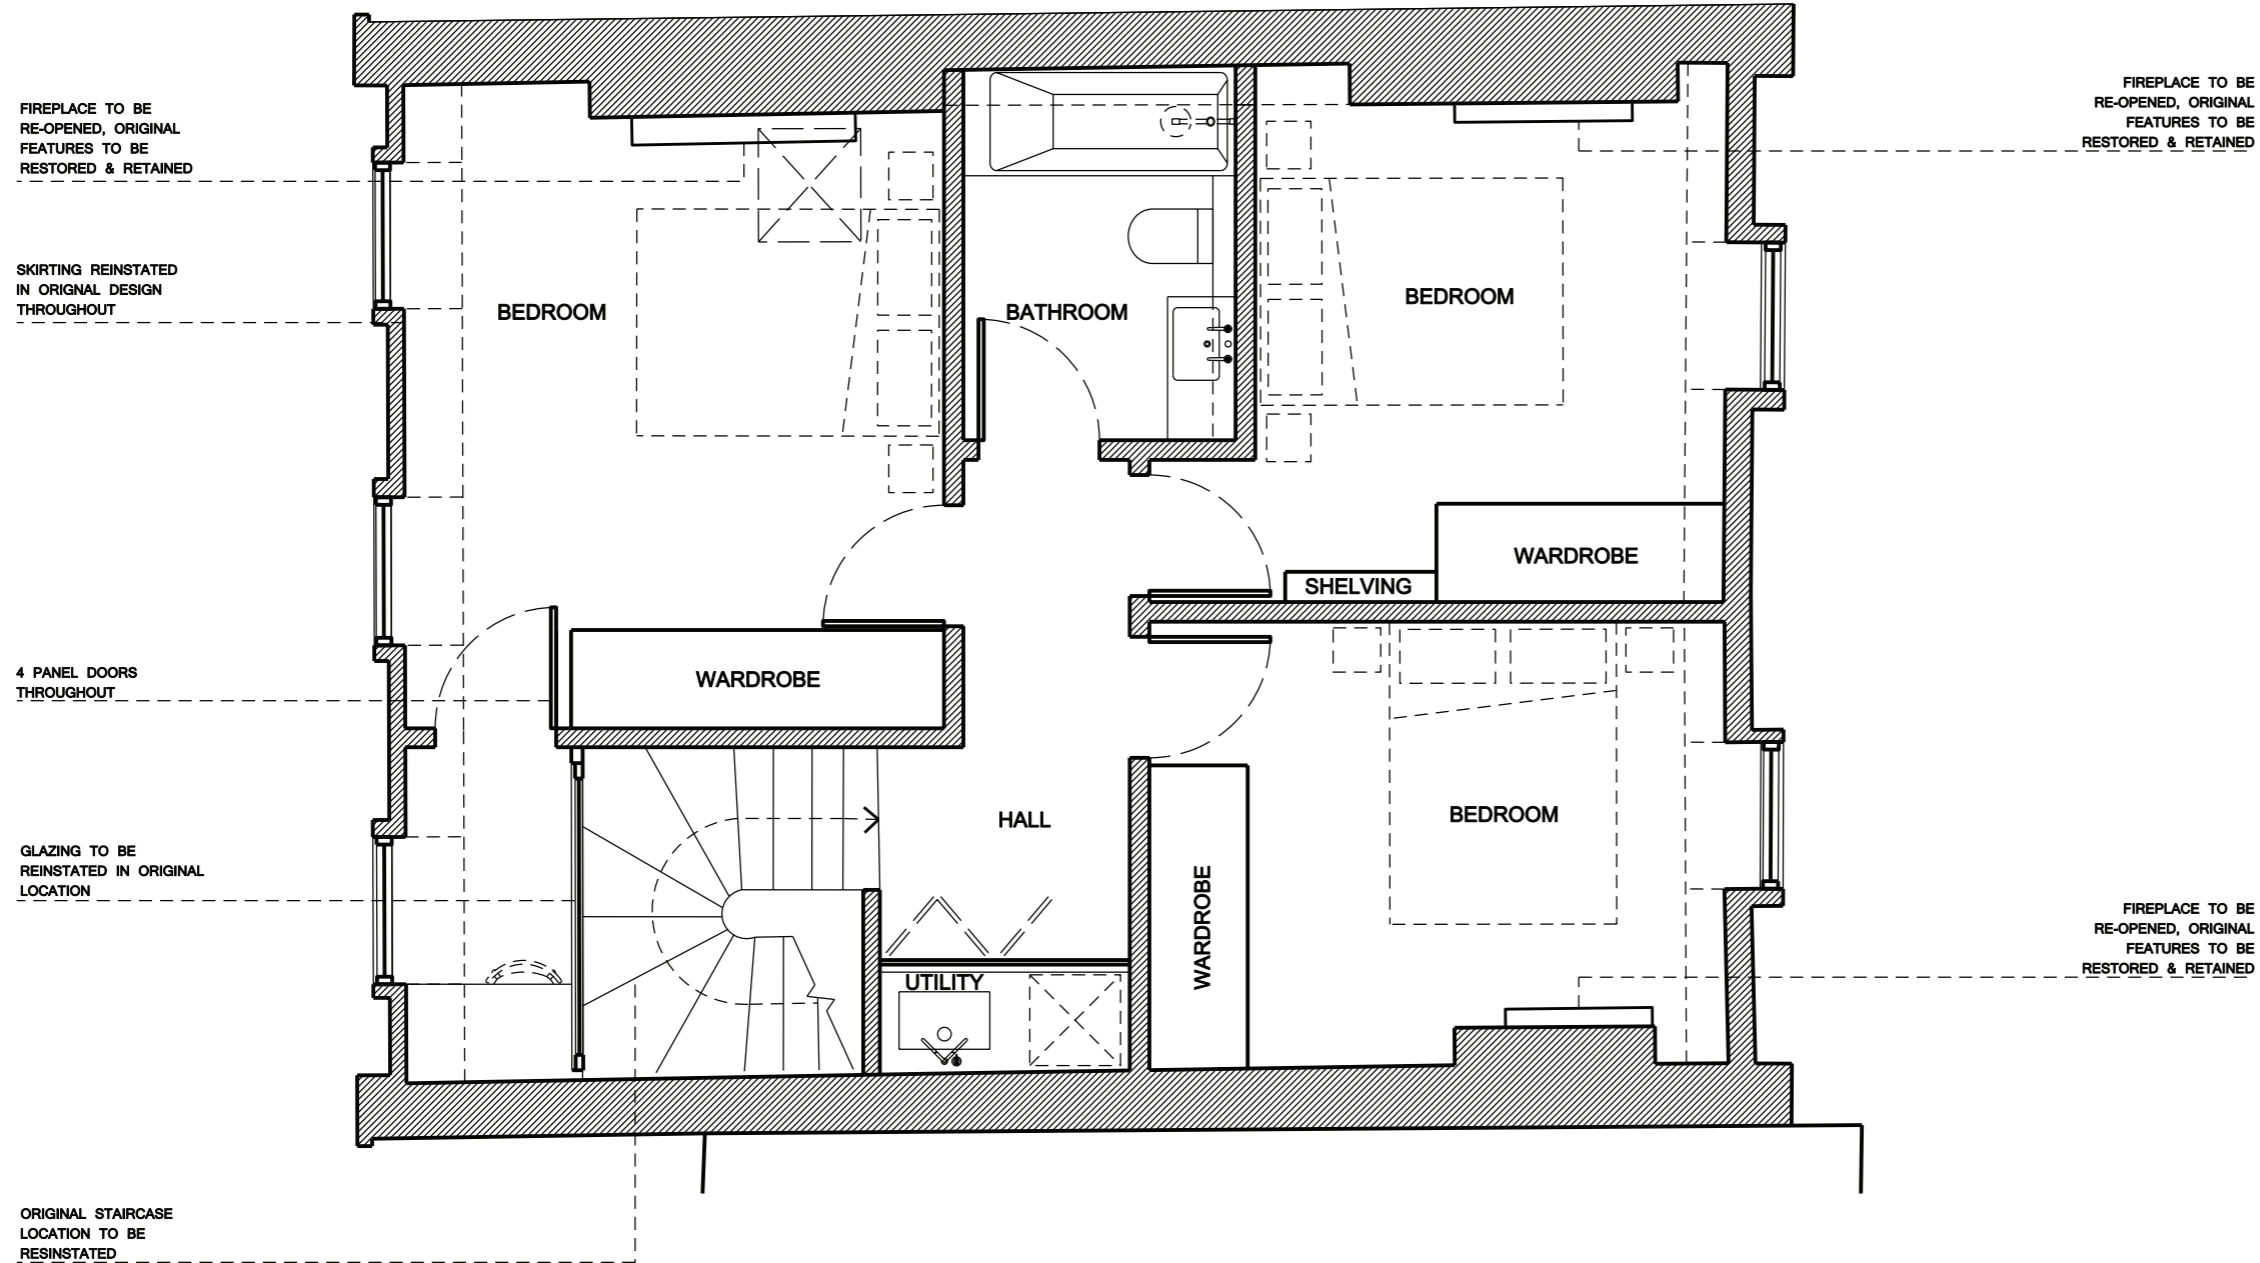 FIREPLACE TO BE
RE-OPENED, ORIGINAL
FEATURES TO BE
RESTORED & RETAINED
SKIRTING REINSTATED
IN ORIGNAL DESIGN
THROUGHOUT
4 PANEL DOORS
THROUGHOUT
GLAZING TO BE
REINSTATED IN ORIGINAL
LOCATION
ORIGINAL STAIRCASE
LOCATION TO BE
RESINSTATED
BEDROOM
BATHROOM
BEDROOM
WARDROBE
SHELVING
WARDROBE
HALL
BEDROOM
WARDROBE
UTILITY
FIREPLACE TO BE
RE-OPENED, ORIGINAL
FEATURES TO BE
RESTORED & RETAINED
FIREPLACE TO BE
RE-OPENED, ORIGINAL
FEATURES TO BE
RESTORED & RETAINED